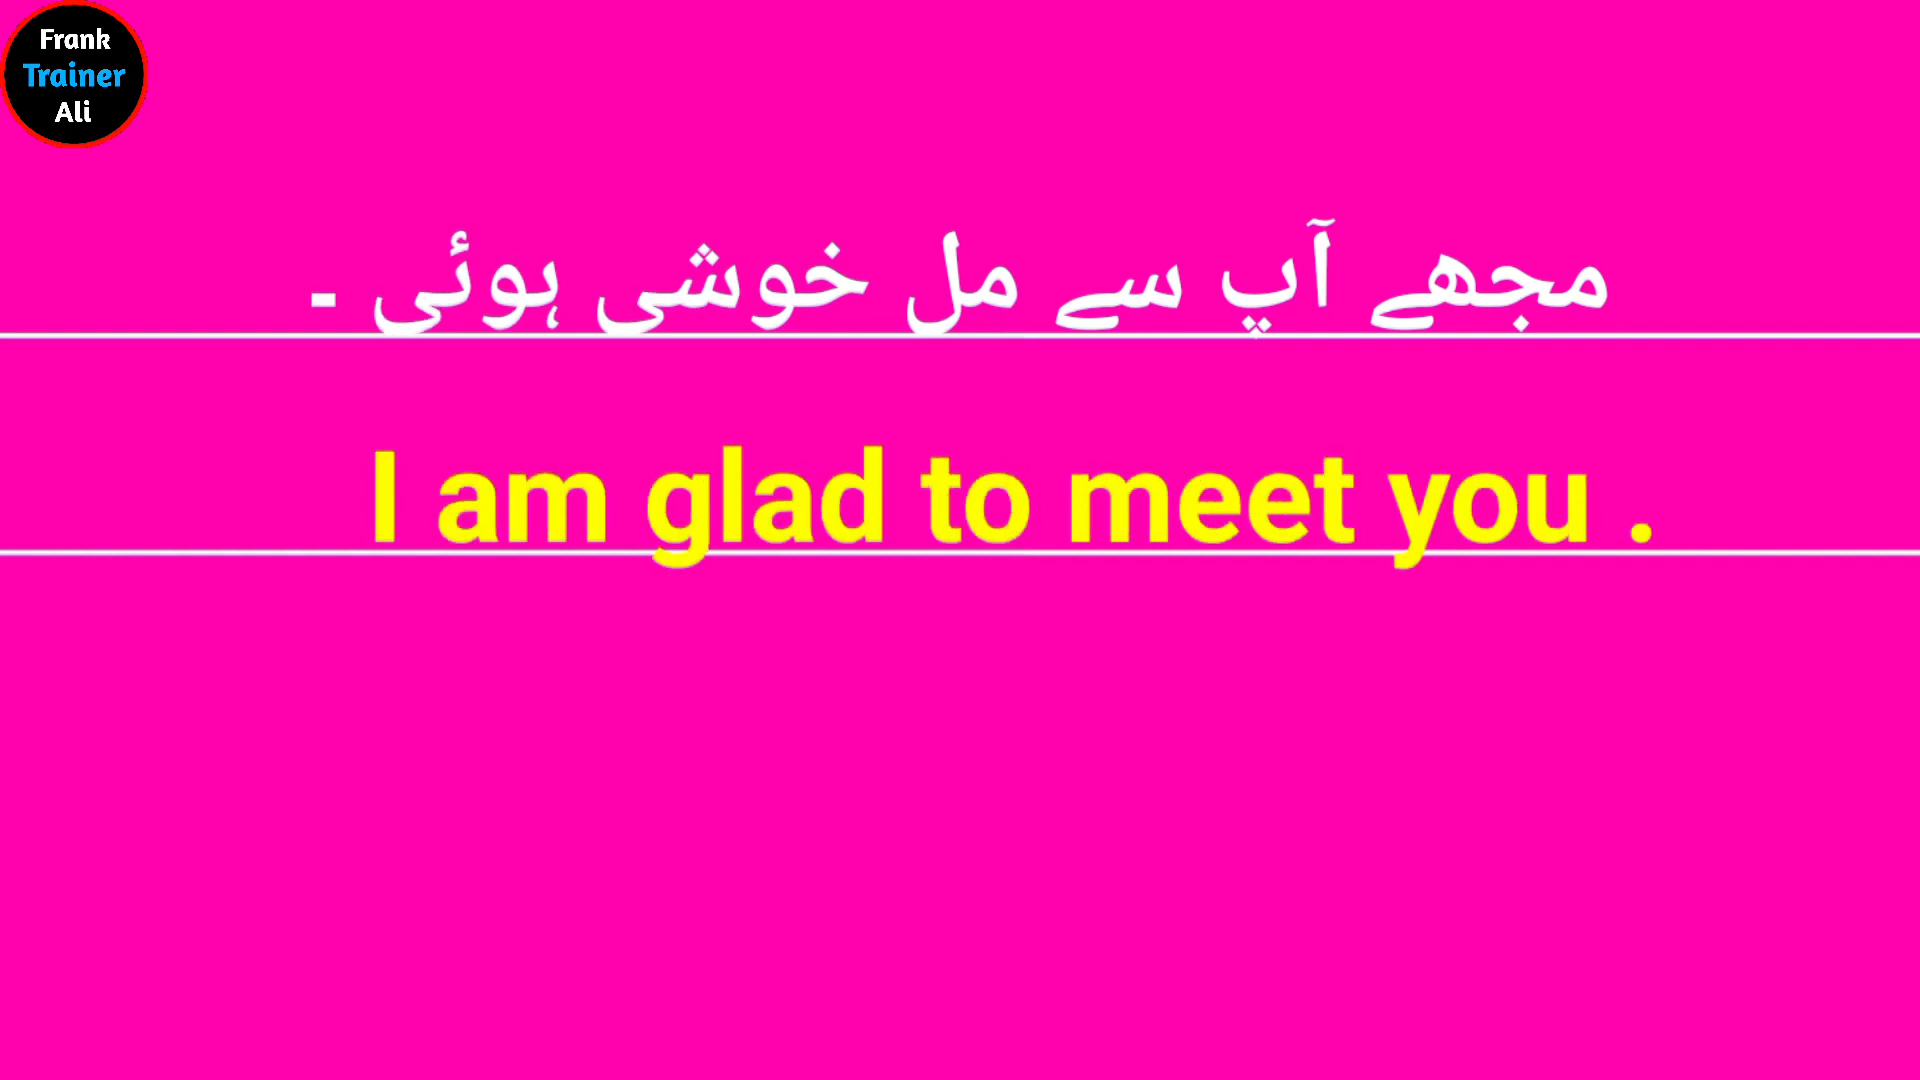 Frank
Trainer
Ali
مجھے آپ سے مل خوشی ہوئی ۔
I am glad to meet you .